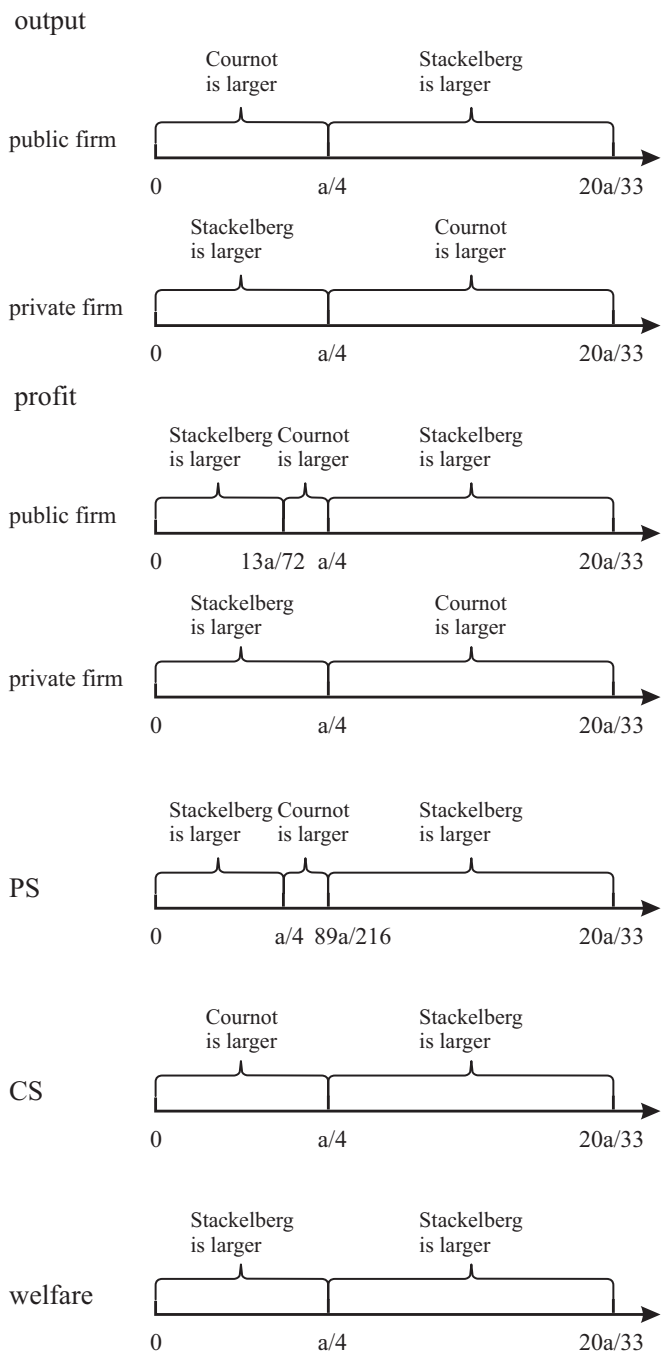 output
Cournot
is larger
Stackelberg
is larger
public firm
0
a/4
20a/33
Stackelberg
is larger
Cournot
is larger
private firm
0
a/4
20a/33
profit
Stackelberg
is larger
Cournot
is larger
Stackelberg
is larger
public firm
0
13a/72
a/4
20a/33
Stackelberg
is larger
Cournot
is larger
private firm
0
a/4
20a/33
Stackelberg
is larger
Cournot
is larger
Stackelberg
is larger
PS
0
a/4
89a/216
20a/33
Cournot
is larger
Stackelberg
is larger
CS
0
a/4
20a/33
Stackelberg
is larger
Stackelberg
is larger
welfare
0
a/4
20a/33